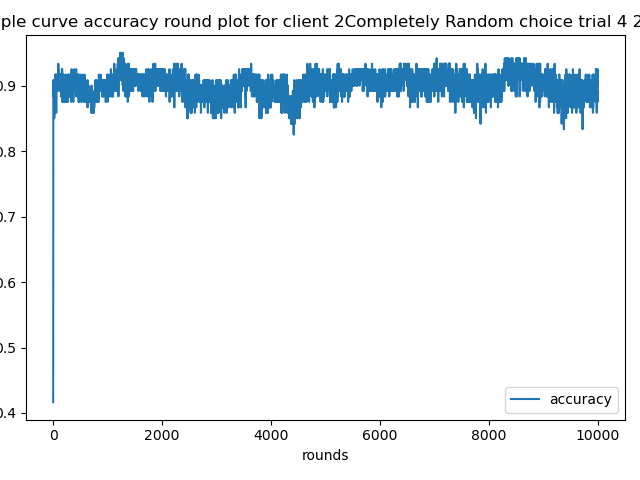 ple curve accuracy round plot for client 2Completely Random choice trial 4 2
0.9
0.8
0.7
0.6
0.5
0.4
0 2000 4000 6000 8000 10000
rounds
accuracy